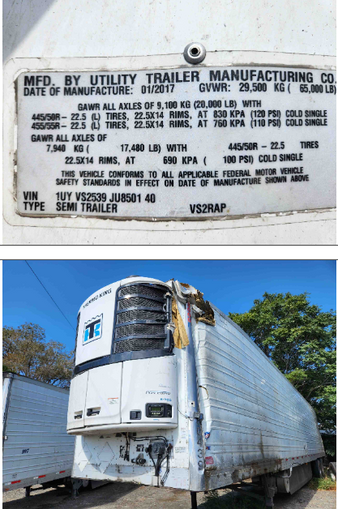 MFD. BY UTILITY TRAILER MANUFACTURING CO.
DATE OF MANUFACTURE: 01/2017 GVWR: 29,500 KG ( 65,000 LB)
GAWR ALL AXLES OF 9,100 KG (20,000 LB) WITH
445/50R- 22.5 (L) TIRES, 22.5X14 RIMS, AT 830 KPA (120 PSI) COLD SINGLE
455/55R- 22.5 (L) TIRES, 22.5X14 RIMS, AT 760 KPA (110 PSI) COLD SINGLE
GAWR ALL AXLES OF
7,940 KG ( 17,480 LB) WITH 445/50R - 22.5 TIRES
22.5X14 RIMS, AT 690 KPA ( 100 PSI) COLD SINGLE
THIS VEHICLE CONFORMS TO ALL APPLICABLE FEDERAL MOTOR VEHICLE
SAFETY STANDARDS IN EFFECT ON DATE OF MANUFACTURE SHOWN ABOVE
VIN 1UY VS2539 JU8501 40
TYPE SEMI TRAILER VS2RAP
THERMO KING